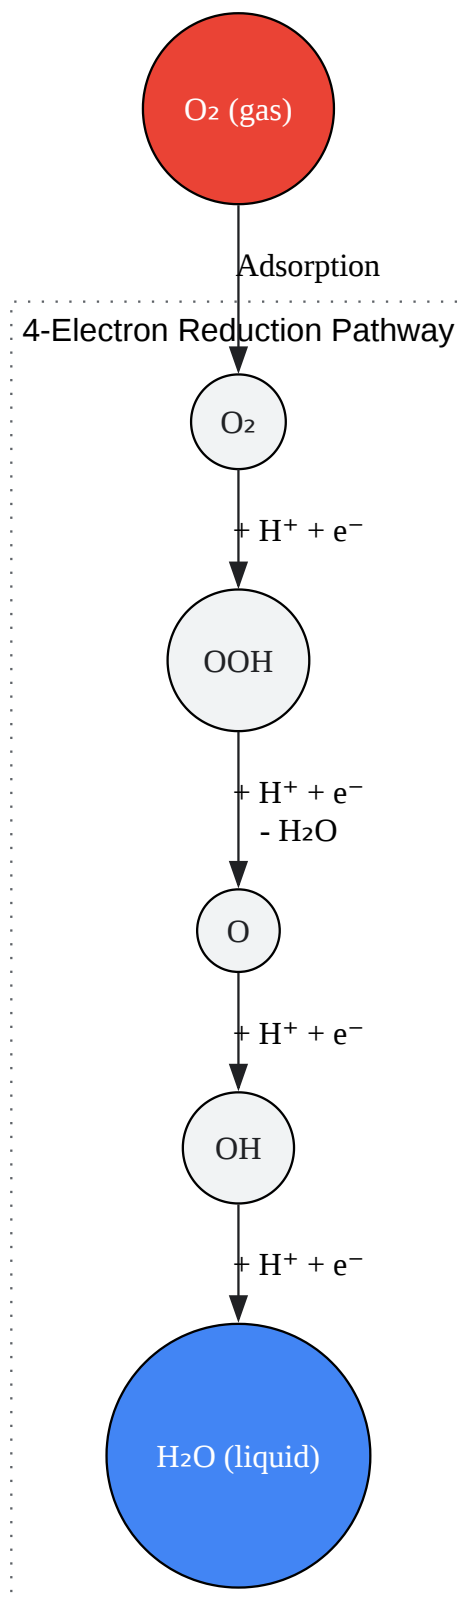 O₂ (gas)
Adsorption
4-Electron Reduction Pathway
O₂
+ H⁺ + e⁻
OOH
+ H⁺ + e⁻
- H₂O
O
+ H⁺ + e⁻
OH
+ H⁺ + e⁻
H₂O (liquid)